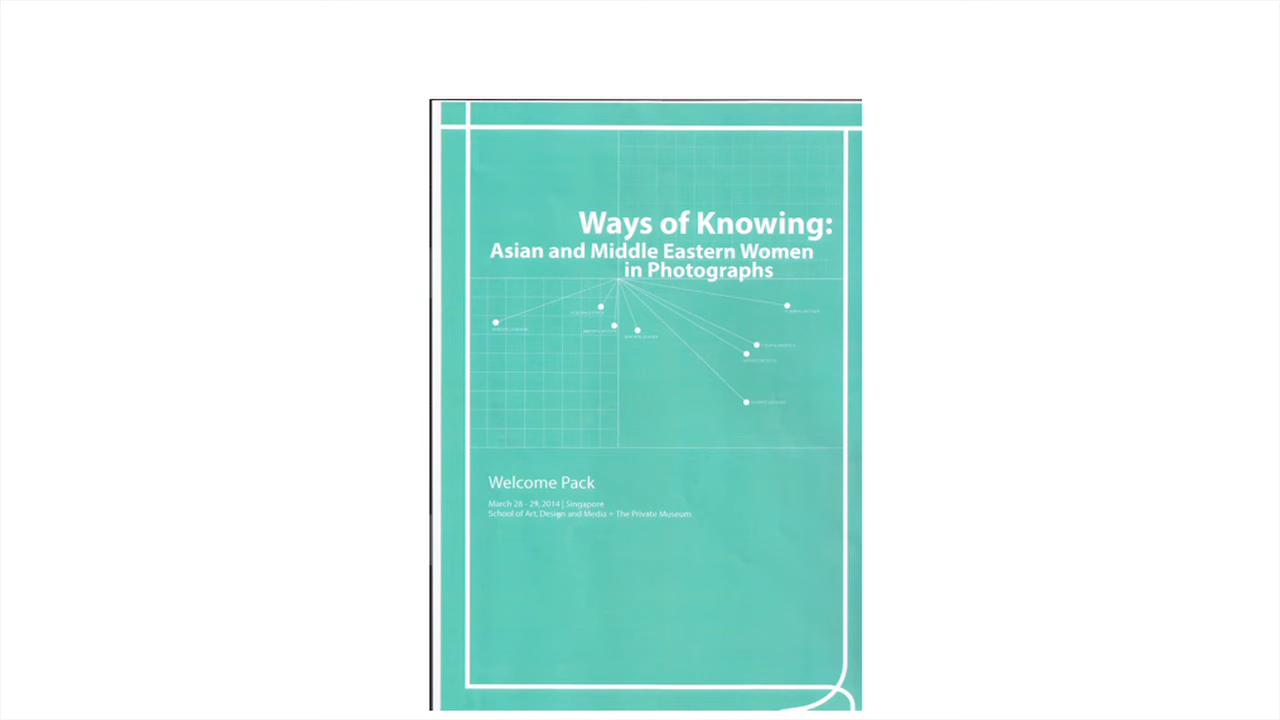 Ways of Knowing:
Asian and Middle Eastern Women
in Photographs
Welcome Pack
March 28 - 29, 2014 | Singapore
School of Art, Design and Media + The Private Museum